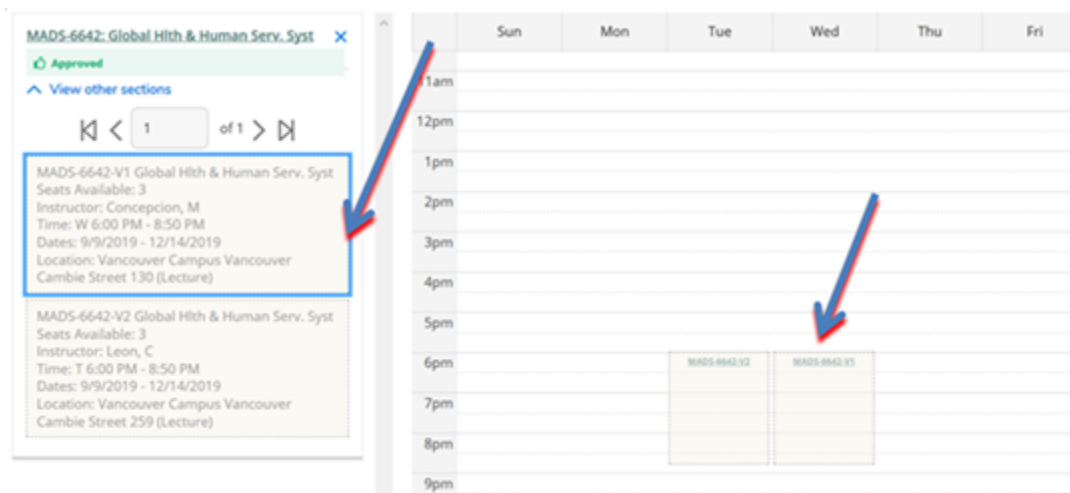 MADS-6642: Global Hlth & Human Serv. Syst
Approved
View other sections
1 of 1
MADS-6642-V1 Global Hlth & Human Serv. Syst
Seats Available: 3
Instructor: Concepcion, M
Time: W 6:00 PM - 8:50 PM
Dates: 9/9/2019 - 12/14/2019
Location: Vancouver Campus Vancouver
Cambie Street 130 (Lecture)
MADS-6642-V2 Global Hlth & Human Serv. Syst
Seats Available: 3
Instructor: Leon, C
Time: T 6:00 PM - 8:50 PM
Dates: 9/9/2019 - 12/14/2019
Location: Vancouver Campus Vancouver
Cambie Street 259 (Lecture)
Sun Mon Tue Wed Thu Fri
11am
12pm
1pm
2pm
3pm
4pm
5pm
6pm MADS-6642-V2 MADS-6642-V1
7pm
8pm
9pm